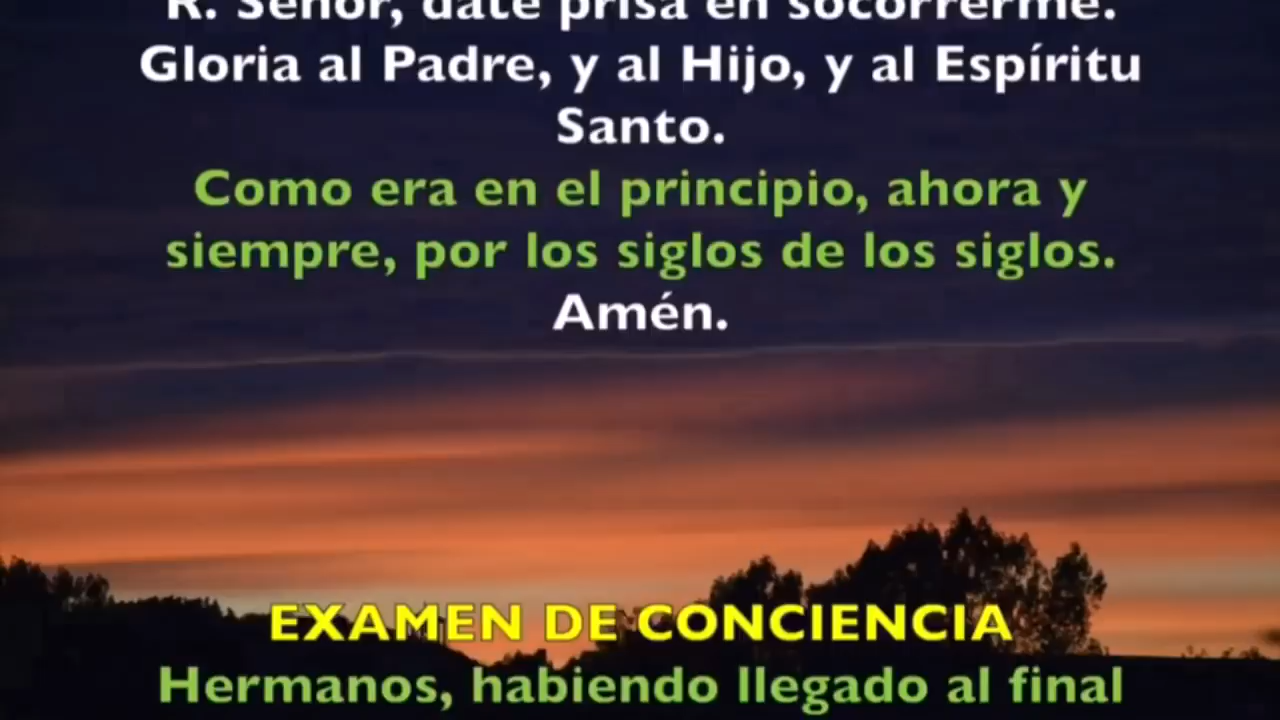 R. Señor, date prisa en socorrerme.
Gloria al Padre, y al Hijo, y al Espíritu
Santo.
Como era en el principio, ahora y
siempre, por los siglos de los siglos.
Amén.
EXAMEN DE CONCIENCIA
Hermanos, habiendo llegado al final